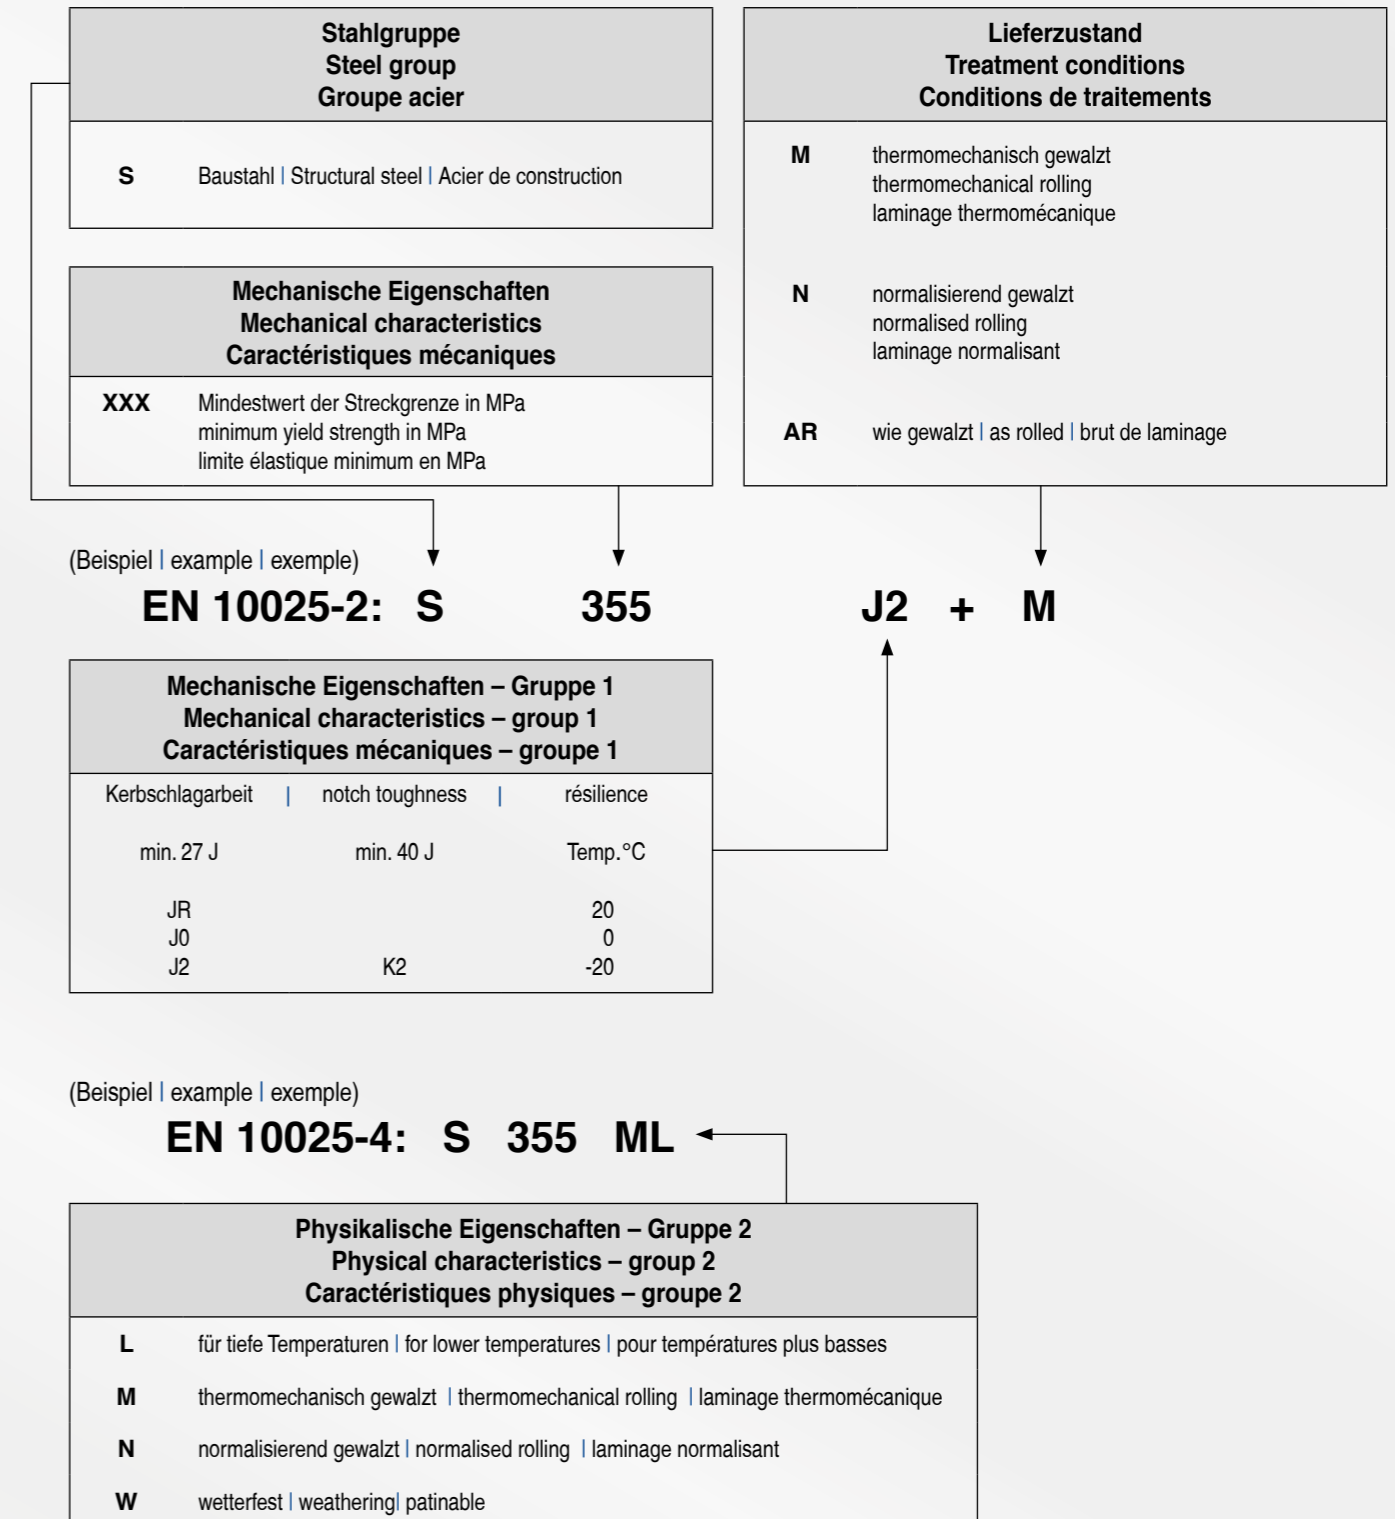 Stahlgruppe
Steel group
Groupe acier
S Baustahl | Structural steel | Acier de construction
Lieferzustand
Treatment conditions
Conditions de traitements
M thermomechanisch gewalzt
thermomechanical rolling
laminage thermomécanique
N normalisierend gewalzt
normalised rolling
laminage normalisant
AR wie gewalzt | as rolled | brut de laminage
Mechanische Eigenschaften
Mechanical characteristics
Caractéristiques mécaniques
XXX Mindestwert der Streckgrenze in MPa
minimum yield strength in MPa
limite élastique minimum en MPa
(Beispiel | example | exemple)
EN 10025-2: S 355 J2 + M
Mechanische Eigenschaften – Gruppe 1
Mechanical characteristics – group 1
Caractéristiques mécaniques – groupe 1
Kerbschlagarbeit | notch toughness | résilience
min. 27 J min. 40 J Temp.°C
JR 20
J0 0
J2 K2 -20
(Beispiel | example | exemple)
EN 10025-4: S 355 ML
Physikalische Eigenschaften – Gruppe 2
Physical characteristics – group 2
Caractéristiques physiques – groupe 2
L für tiefe Temperaturen | for lower temperatures | pour températures plus basses
M thermomechanisch gewalzt | thermomechanical rolling | laminage thermomécanique
N normalisierend gewalzt | normalised rolling | laminage normalisant
W wetterfest | weathering| patinable